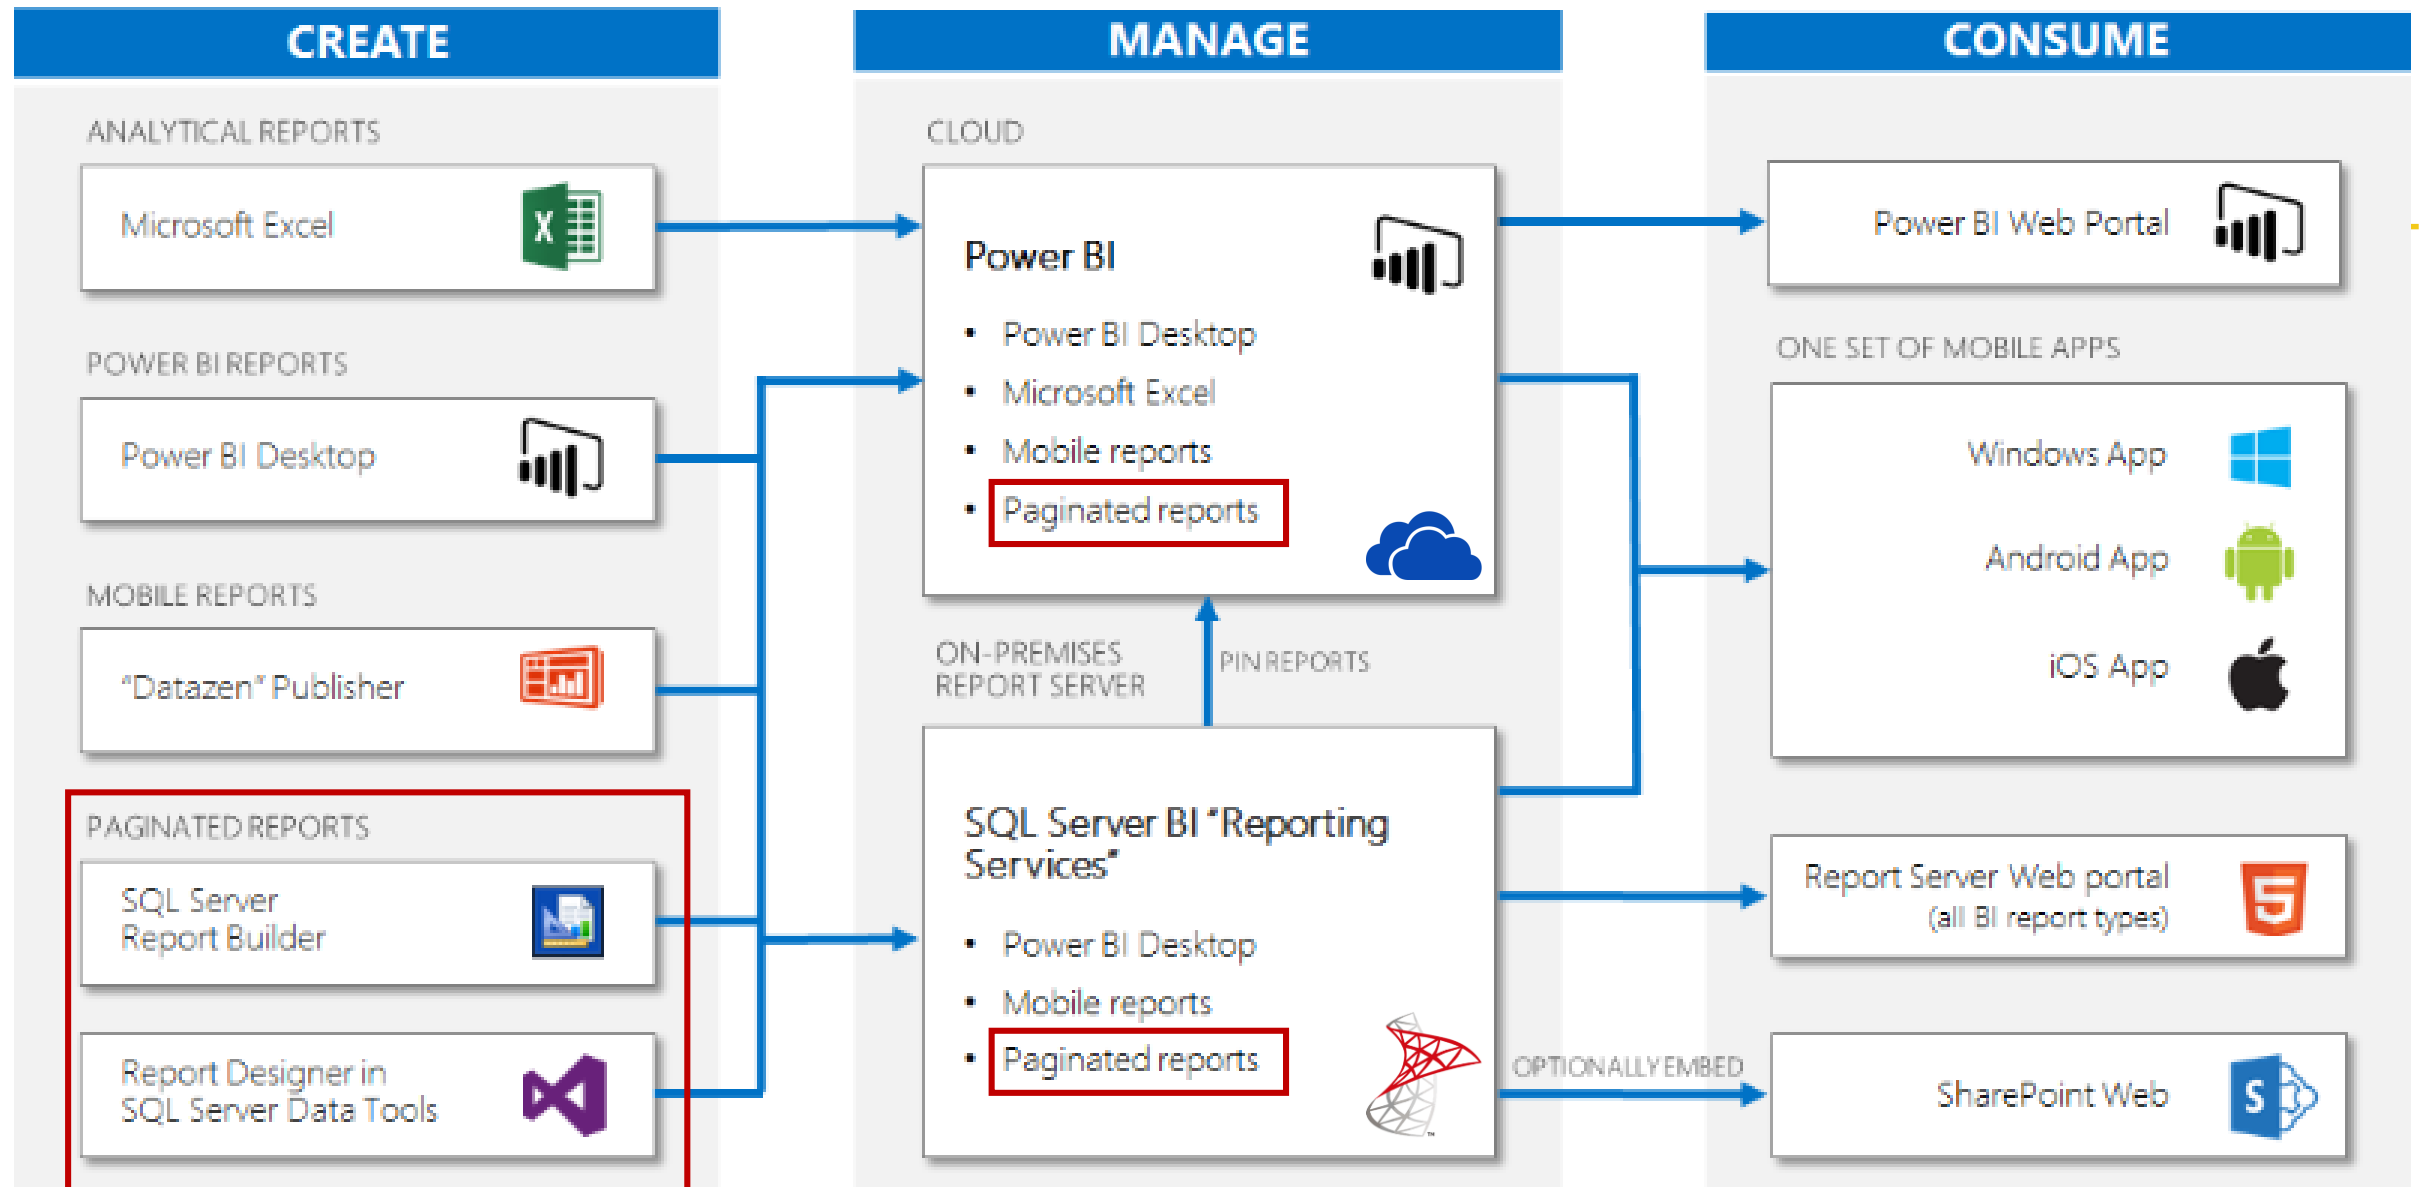 CREATE
ANALYTICAL REPORTS
Microsoft Excel
X
POWER BI REPORTS
Power BI Desktop
MOBILE REPORTS
"Datazen" Publisher
PAGINATED REPORTS
SQL Server
Report Builder
Report Designer in
SQL Server Data Tools
MANAGE
CLOUD
Power BI
• Power BI Desktop
• Microsoft Excel
• Mobile reports
• Paginated reports
ON-PREMISES
REPORT SERVER
PIN REPORTS
SQL Server BI "Reporting
Services"
• Power BI Desktop
• Mobile reports
• Paginated reports
™
OPTIONALLY EMBED
CONSUME
Power BI Web Portal
ONE SET OF MOBILE APPS
Windows App
Android App
iOS App
Report Server Web portal
(all BI report types)
5
SharePoint Web
S